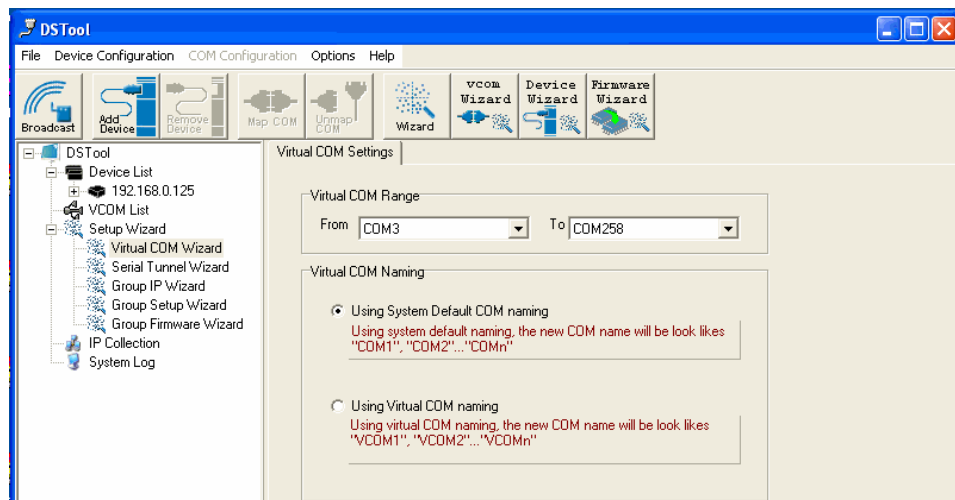 DSTool
File Device Configuration COM Configuration Options Help
Broadcast
Add Device
Remove Device
Map COM
Unmap COM
Wizard
vcom Wizard
Device Wizard
Firmware Wizard
DSTool
Device List
192.168.0.125
VCOM List
Setup Wizard
Virtual COM Wizard
Serial Tunnel Wizard
Group IP Wizard
Group Setup Wizard
Group Firmware Wizard
IP Collection
System Log
Virtual COM Settings
Virtual COM Range
From COM3 To COM258
Virtual COM Naming
Using System Default COM naming
Using system default naming, the new COM name will be look likes
"COM1", "COM2"..."COMn"
Using Virtual COM naming
Using virtual COM naming, the new COM name will be look likes
"VCOM1", "VCOM2"..."VCOMn"